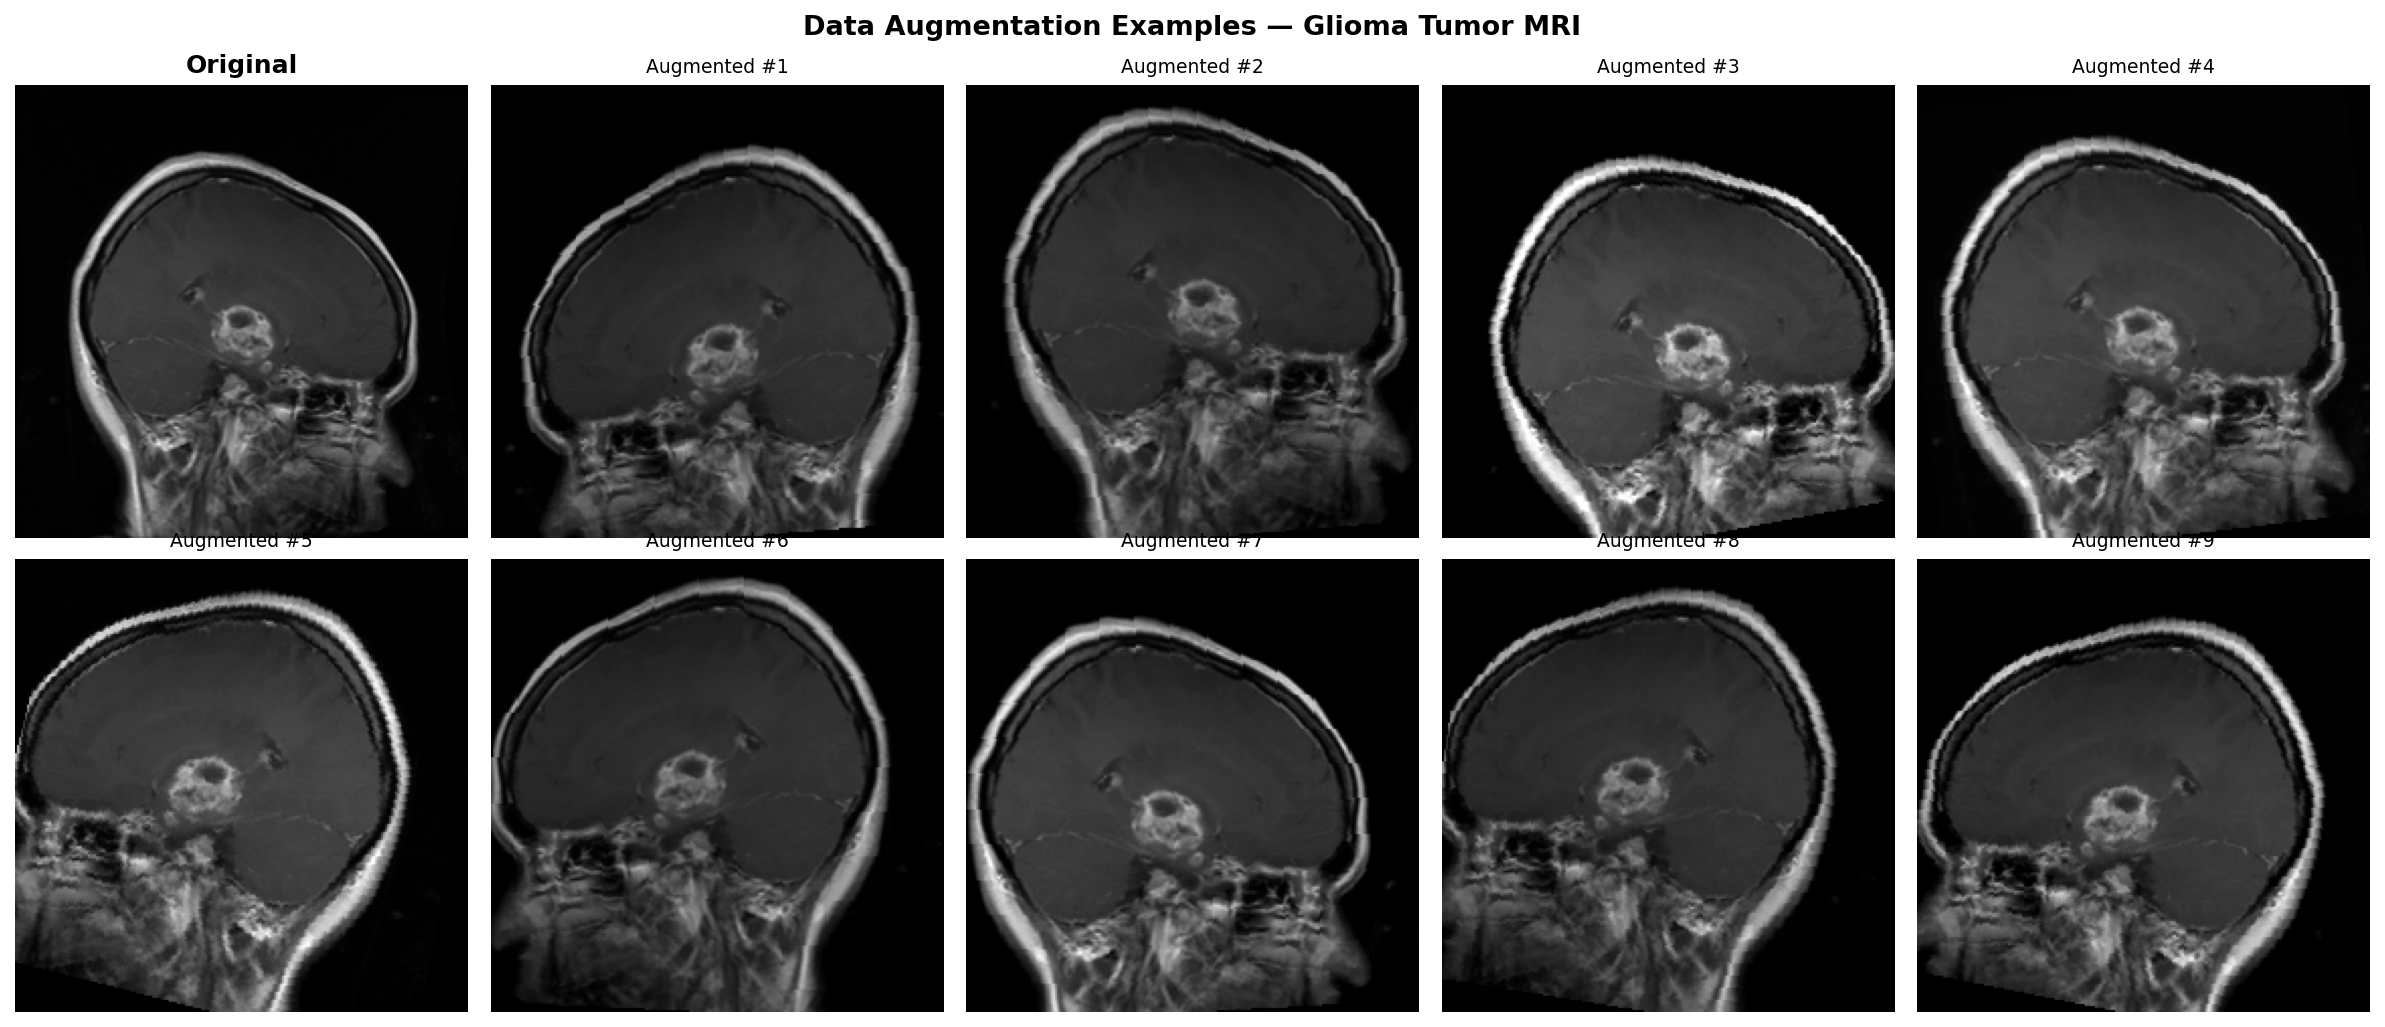 Data Augmentation Examples — Glioma Tumor MRI
Original
Augmented #1
Augmented #2
Augmented #3
Augmented #4
Augmented #5
Augmented #6
Augmented #7
Augmented #8
Augmented #9